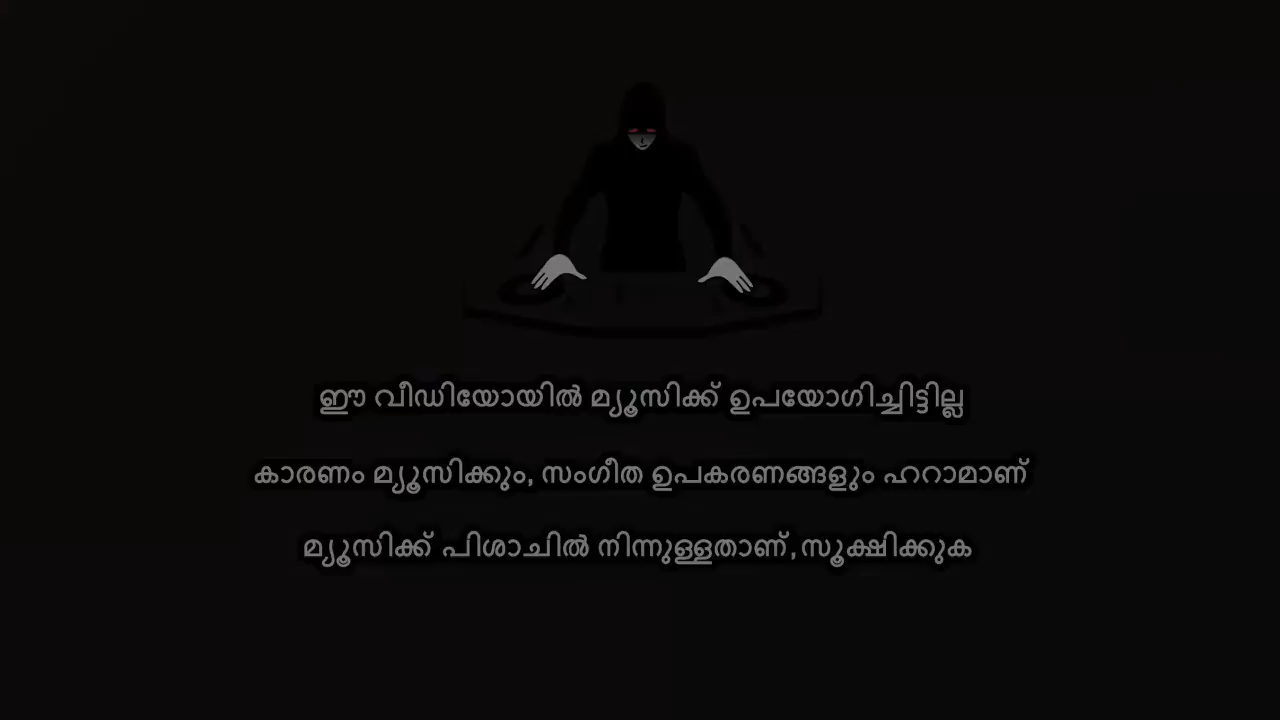 ഈ വീഡിയോയിൽ മ്യൂസിക്ക് ഉപയോഗിച്ചിട്ടില്ല
കാരണം മ്യൂസിക്കും, സംഗീത ഉപകരണങ്ങളും ഹറാമാണ്
മ്യൂസിക്ക് പിശാചിൽ നിന്നുള്ളതാണ്, സൂക്ഷിക്കുക